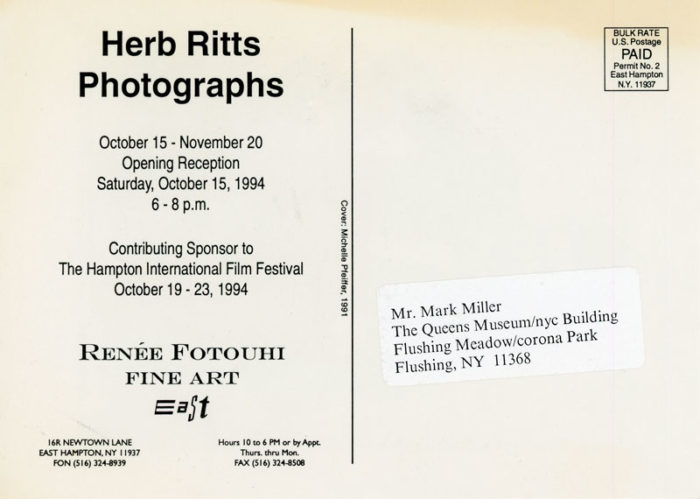 Herb Ritts
Photographs
October 15 - November 20
Opening Reception
Saturday, October 15, 1994
6 - 8 p.m.
Contributing Sponsor to
The Hampton International Film Festival
October 19 - 23, 1994
RENÉE FOTOUHI
FINE ART
East
16R NEWTOWN LANE
EAST HAMPTON, NY 11937
FON (516) 324-8939
Hours 10 to 6 PM or by Appt.
Thurs. thru Mon.
FAX (516) 324-8508
Cover: Michelle Pfeiffer, 1991
BULK RATE
U.S. Postage
PAID
Permit No. 2
East Hampton
N.Y. 11937
Mr. Mark Miller
The Queens Museum/nyc Building
Flushing Meadow/corona Park
Flushing, NY 11368